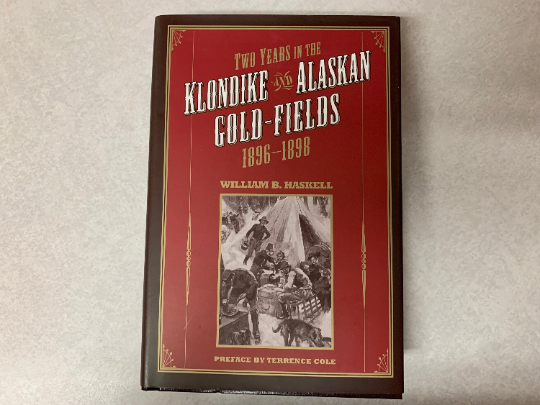 TWO YEARS IN THE
KLONDIKE AND ALASKAN
GOLD-FIELDS
1896-1898
WILLIAM B. HASKELL
PREFACE BY TERRENCE COLE